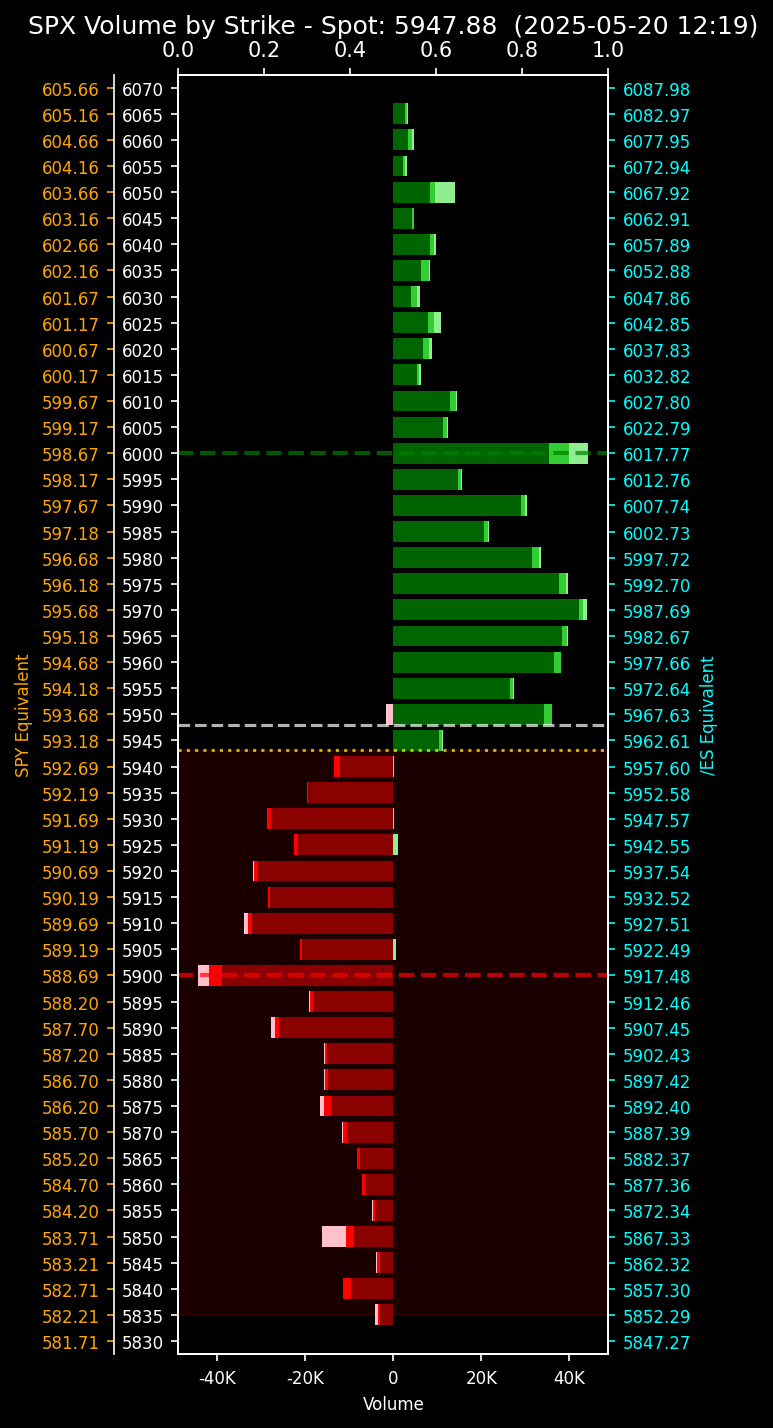 SPX Volume by Strike - Spot: 5947.88 (2025-05-20 12:19)
0.0 0.2 0.4 0.6 0.8 1.0
605.66 6070 6087.98
605.16 6065 6082.97
604.66 6060 6077.95
604.16 6055 6072.94
603.66 6050 6067.92
603.16 6045 6062.91
602.66 6040 6057.89
602.16 6035 6052.88
601.67 6030 6047.86
601.17 6025 6042.85
600.67 6020 6037.83
600.17 6015 6032.82
599.67 6010 6027.80
599.17 6005 6022.79
598.67 6000 6017.77
598.17 5995 6012.76
597.67 5990 6007.74
597.18 5985 6002.73
596.68 5980 5997.72
596.18 5975 5992.70
595.68 5970 5987.69
595.18 5965 5982.67
594.68 5960 5977.66
594.18 5955 5972.64
593.68 5950 5967.63
593.18 5945 5962.61
592.69 5940 5957.60
592.19 5935 5952.58
591.69 5930 5947.57
591.19 5925 5942.55
590.69 5920 5937.54
590.19 5915 5932.52
589.69 5910 5927.51
589.19 5905 5922.49
588.69 5900 5917.48
588.20 5895 5912.46
587.70 5890 5907.45
587.20 5885 5902.43
586.70 5880 5897.42
586.20 5875 5892.40
585.70 5870 5887.39
585.20 5865 5882.37
584.70 5860 5877.36
584.20 5855 5872.34
583.71 5850 5867.33
583.21 5845 5862.32
582.71 5840 5857.30
582.21 5835 5852.29
581.71 5830 5847.27
SPY Equivalent
/ES Equivalent
-40K -20K 0 20K 40K
Volume